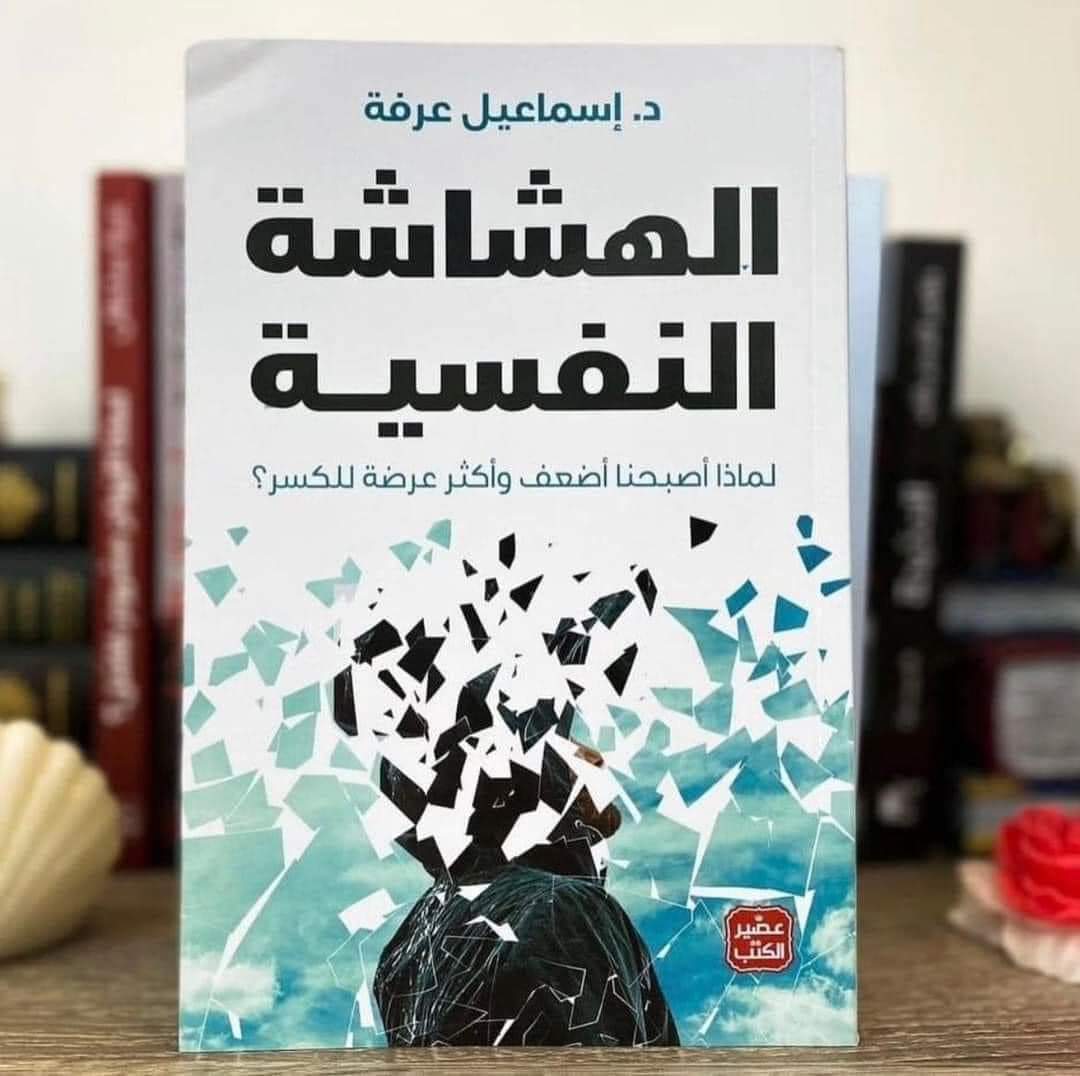 د. إسماعيل عرفة
الهشاشة
النفسية
لماذا أصبحنا أضعف وأكثر عرضة للكسر؟
عصير
الكتب